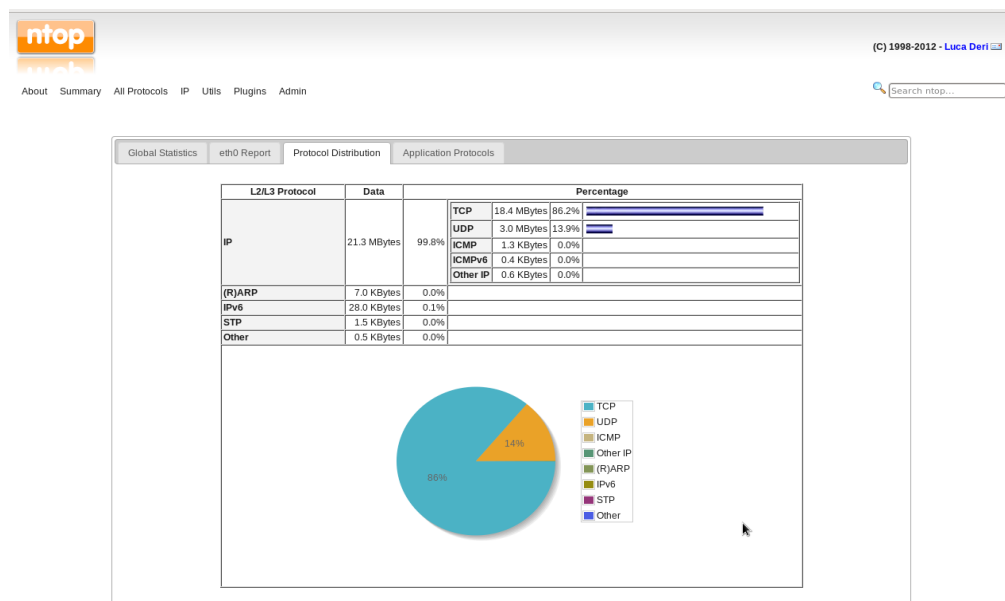 ntop
(C) 1998-2012 - Luca Deri
About Summary All Protocols IP Utils Plugins Admin
Search ntop...
Global Statistics eth0 Report Protocol Distribution Application Protocols
L2/L3 Protocol Data Percentage
IP 21.3 MBytes 99.8%
TCP 18.4 MBytes 86.2%
UDP 3.0 MBytes 13.9%
ICMP 1.3 KBytes 0.0%
ICMPv6 0.4 KBytes 0.0%
Other IP 0.6 KBytes 0.0%
(R)ARP 7.0 KBytes 0.0%
IPv6 28.0 KBytes 0.1%
STP 1.5 KBytes 0.0%
Other 0.5 KBytes 0.0%
14%
86%
TCP
UDP
ICMP
Other IP
(R)ARP
IPv6
STP
Other